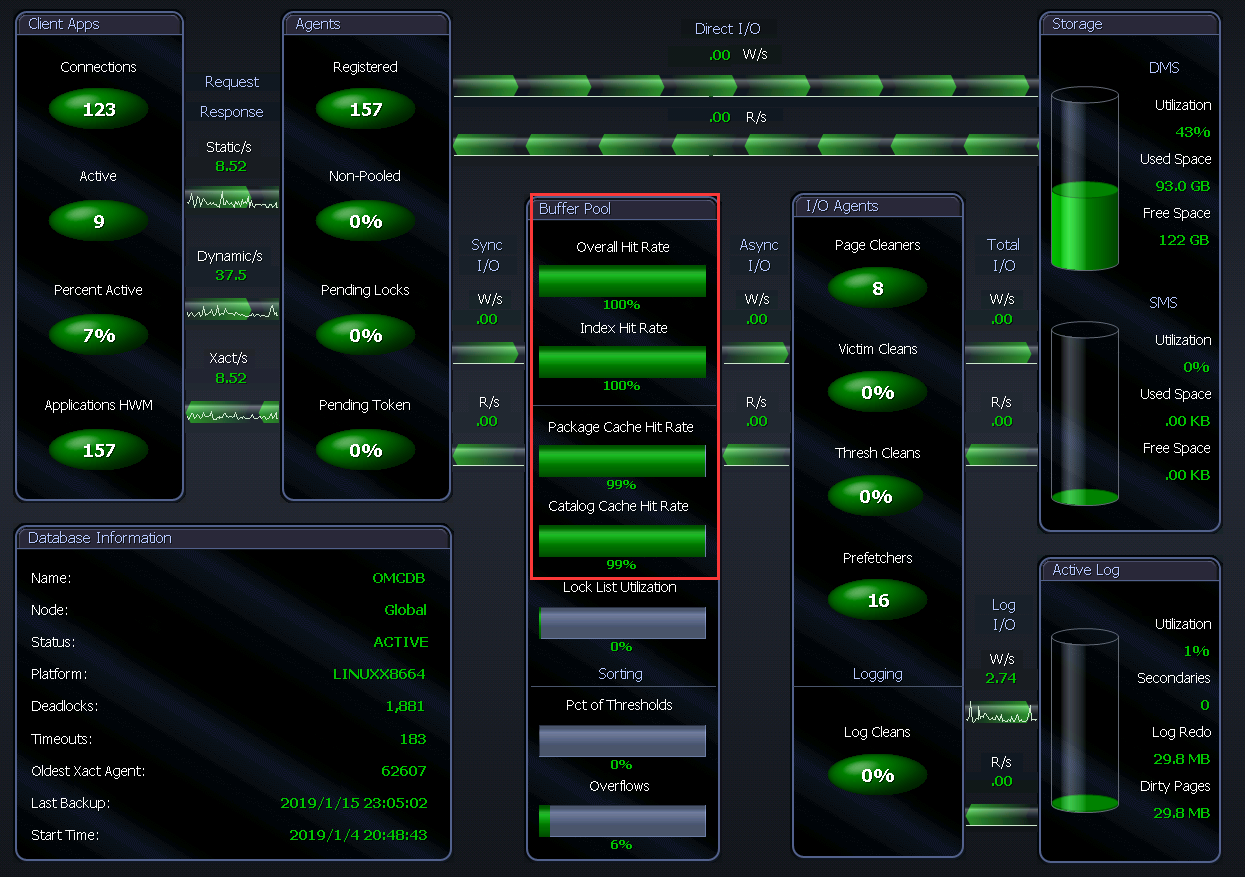 Client Apps
Connections
123
Active
9
Percent Active
7%
Applications HWM
157
Request
Response
Static/s
8.52
Dynamic/s
37.5
Xact/s
8.52
Agents
Registered
157
Non-Pooled
0%
Pending Locks
0%
Pending Token
0%
Direct I/O
.00 W/s
.00 R/s
Sync
I/O
W/s
.00
R/s
.00
Buffer Pool
Overall Hit Rate
100%
Index Hit Rate
100%
Package Cache Hit Rate
99%
Catalog Cache Hit Rate
99%
Lock List Utilization
0%
Sorting
Pct of Thresholds
0%
Overflows
6%
Async
I/O
W/s
.00
R/s
.00
I/O Agents
Page Cleaners
8
Victim Cleans
0%
Thresh Cleans
0%
Prefetchers
16
Logging
Log Cleans
0%
Total
I/O
W/s
.00
R/s
.00
Log
I/O
W/s
2.74
R/s
.00
Storage
DMS
Utilization
43%
Used Space
93.0 GB
Free Space
122 GB
SMS
Utilization
0%
Used Space
.00 KB
Free Space
.00 KB
Active Log
Utilization
1%
Secondaries
0
Log Redo
29.8 MB
Dirty Pages
29.8 MB
Database Information
Name: OMCDB
Node: Global
Status: ACTIVE
Platform: LINUXX8664
Deadlocks: 1,881
Timeouts: 183
Oldest Xact Agent: 62607
Last Backup: 2019/1/15 23:05:02
Start Time: 2019/1/4 20:48:43